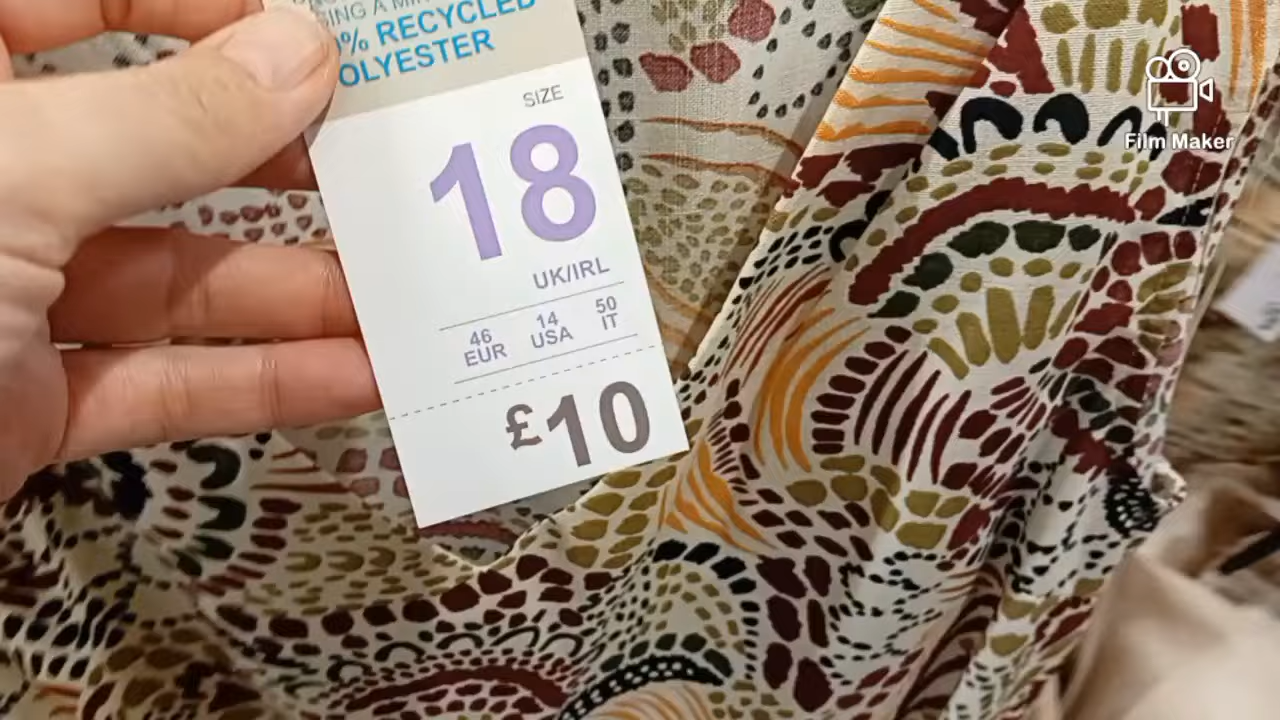 % RECYCLED
OLYESTER
SIZE
18
UK/IRL
46 14 50
EUR USA IT
£10
Film Maker